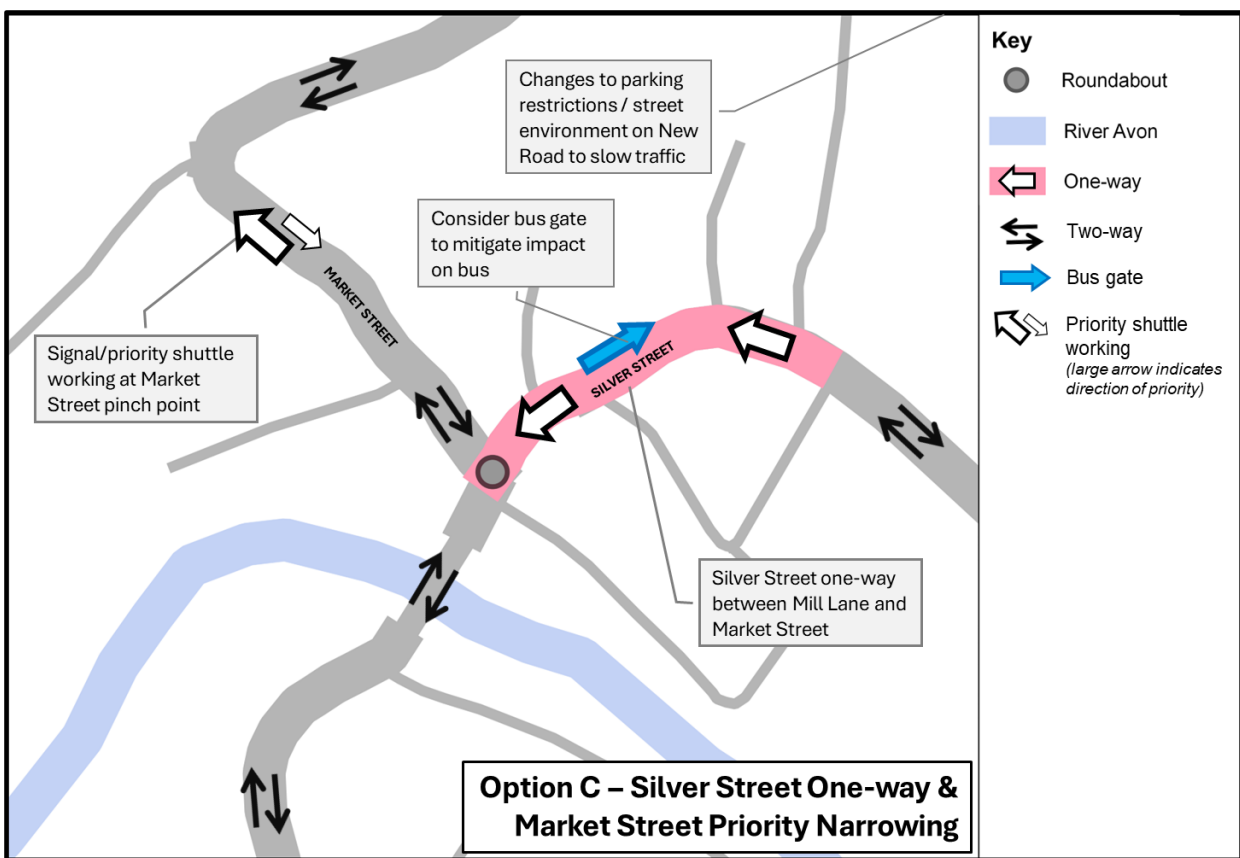 Changes to parking
restrictions / street
environment on New
Road to slow traffic
Consider bus gate
to mitigate impact
on bus
MARKET STREET
Signal/priority shuttle
working at Market
Street pinch point
SILVER STREET
Silver Street one-way
between Mill Lane and
Market Street
Option C – Silver Street One-way &
Market Street Priority Narrowing
Key
Roundabout
River Avon
One-way
Two-way
Bus gate
Priority shuttle
working
(large arrow indicates
direction of priority)